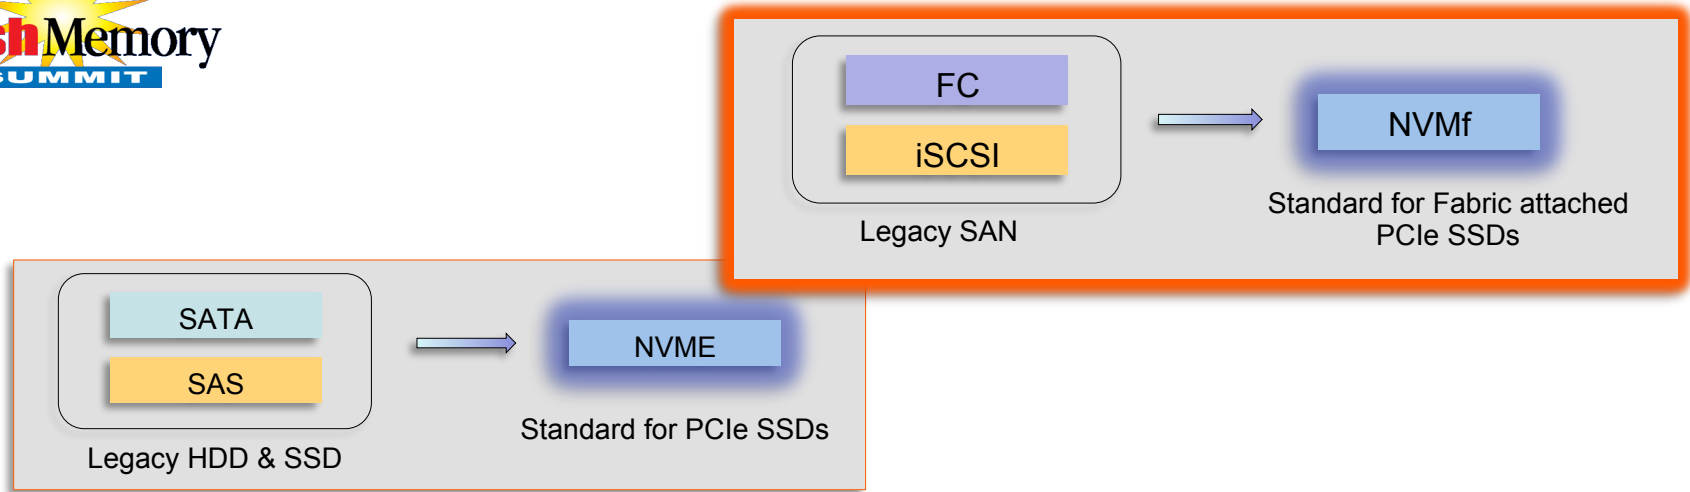 shMemory
SUMMIT
FC
iSCSI
Legacy SAN
NVMf
Standard for Fabric attached
PCIe SSDs
SATA
SAS
Legacy HDD & SSD
NVME
Standard for PCIe SSDs